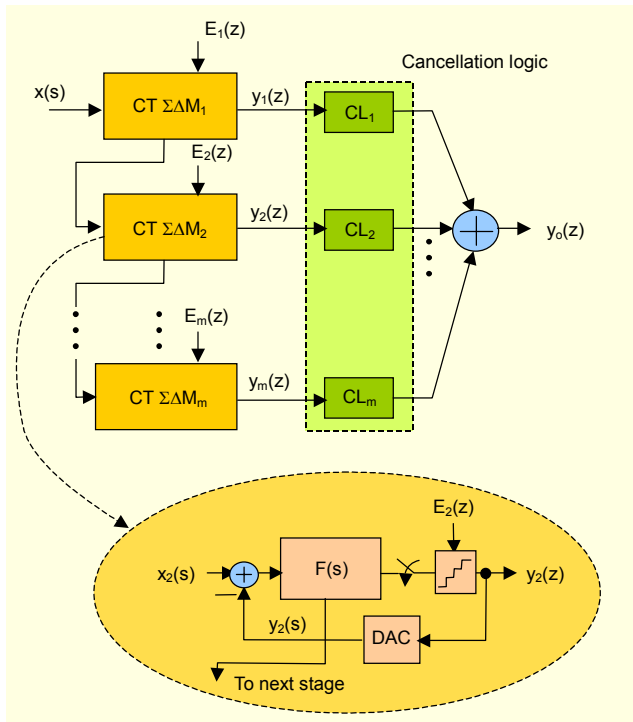 E₁(z)
Cancellation logic
x(s)
CT ΣΔM₁
y₁(z)
CL₁
E₂(z)
CT ΣΔM₂
y₂(z)
CL₂
yₒ(z)
Eₘ(z)
CT ΣΔMₘ
yₘ(z)
CLₘ
E₂(z)
x₂(s)
F(s)
y₂(z)
y₂(s)
DAC
To next stage